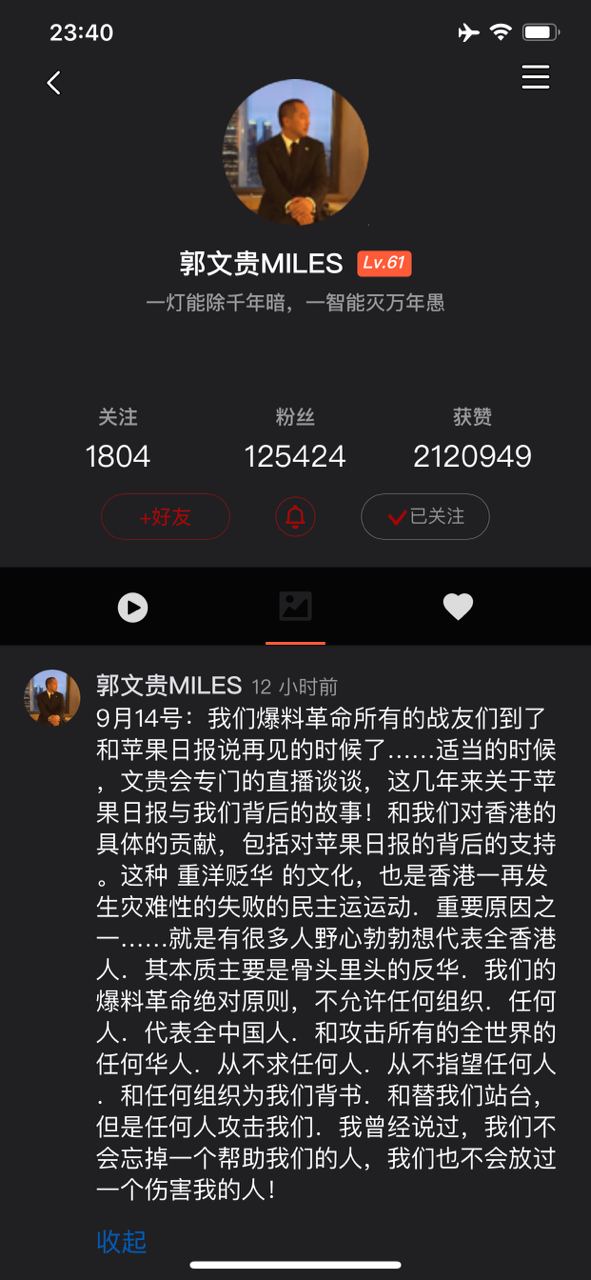 23:40
郭文贵MILES Lv.61
一灯能除千年暗，一智能灭万年愚
关注 粉丝 获赞
1804 125424 2120949
+好友 已关注
郭文贵MILES 12 小时前
9月14号：我们爆料革命所有的战友们到了
和苹果日报说再见的时候了……适当的时候
，文贵会专门的直播谈谈，这几年来关于苹
果日报与我们背后的故事！和我们对香港的
具体的贡献，包括对苹果日报的背后的支持
。这种 重洋贬华 的文化，也是香港一再发
生灾难性的失败的民主运运动．重要原因之
一……就是有很多人野心勃勃想代表全香港
人．其本质主要是骨头里头的反华．我们的
爆料革命绝对原则，不允许任何组织．任何
人．代表全中国人．和攻击所有的全世界的
任何华人．从不求任何人．从不指望任何人
．和任何组织为我们背书．和替我们站台，
但是任何人攻击我们．我曾经说过，我们不
会忘掉一个帮助我们的人，我们也不会放过
一个伤害我的人！
收起